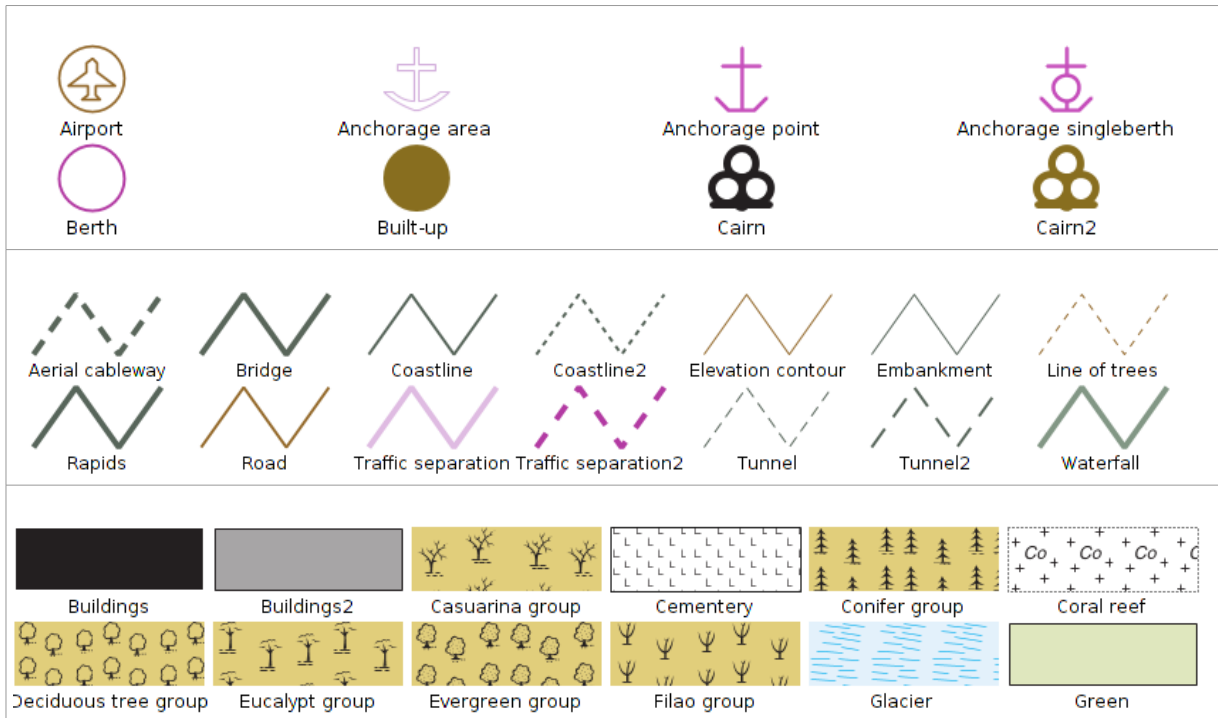 Airport
Anchorage area
Anchorage point
Anchorage singleberth
Berth
Built-up
Cairn
Cairn2
Aerial cableway
Bridge
Coastline
Coastline2
Elevation contour
Embankment
Line of trees
Rapids
Road
Traffic separation
Traffic separation2
Tunnel
Tunnel2
Waterfall
Co Co Co C
Buildings
Buildings2
Casuarina group
Cementery
Conifer group
Coral reef
Deciduous tree group
Eucalypt group
Evergreen group
Filao group
Glacier
Green